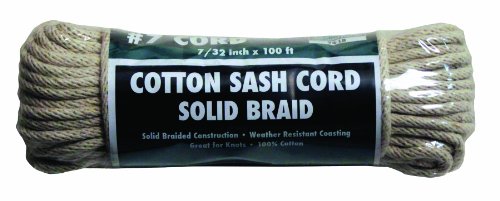 #7 CORD
7/32 inch x 100 ft
COTTON SASH CORD
SOLID BRAID
Solid Braided Construction • Weather Resistant Coasting
Great for Knots • 100% Cotton